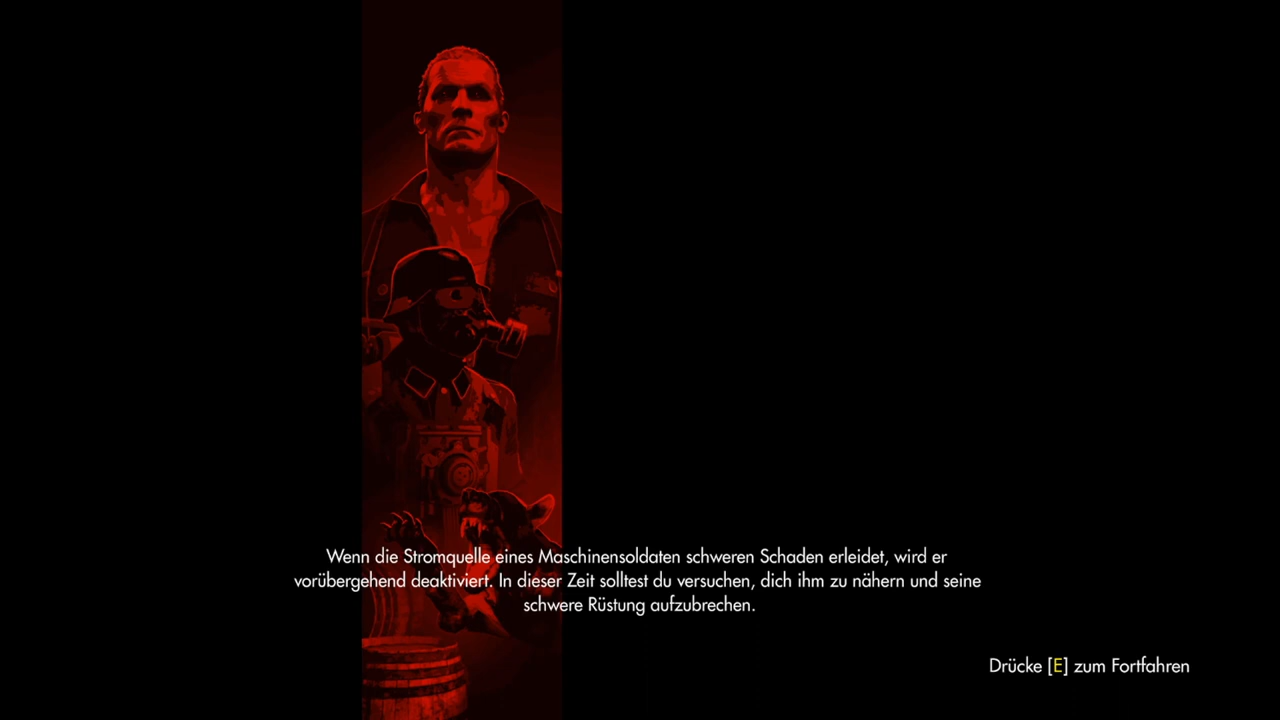 Wenn die Stromquelle eines Maschinensoldaten schweren Schaden erleidet, wird er
vorübergehend deaktiviert. In dieser Zeit solltest du versuchen, dich ihm zu nähern und seine
schwere Rüstung aufzubrechen.
Drücke [E] zum Fortfahren